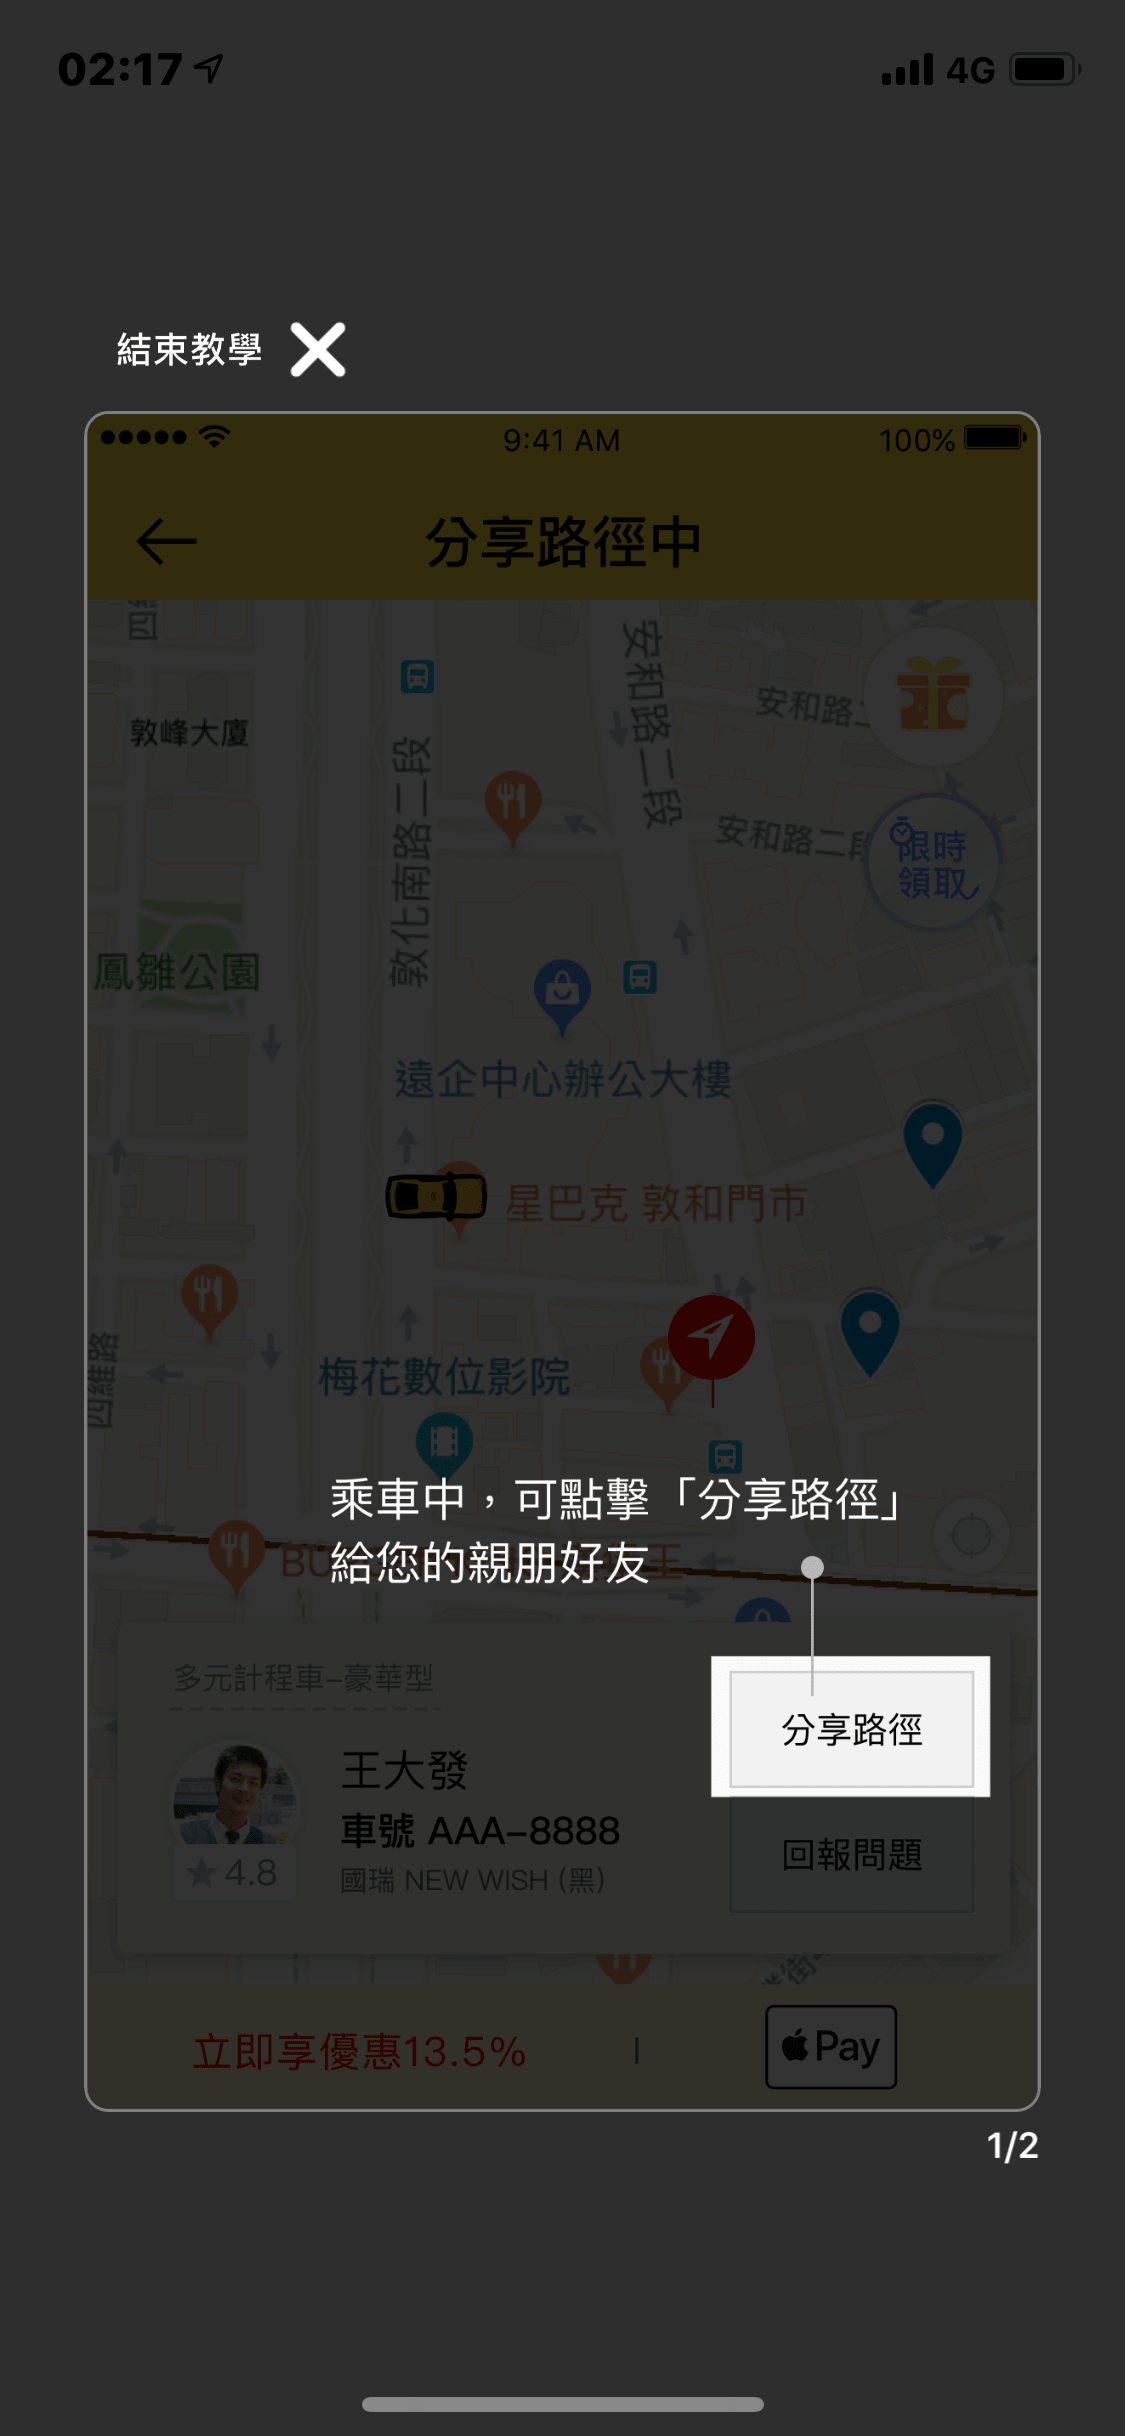 02:17
4G
結束教學
9:41 AM
100%
分享路徑中
敦峰大廈
安和路二段
安和路
安和路二段
限時
領取
敦化南路二段
鳳雛公園
遠企中心辦公大樓
星巴克 敦和門市
四維路
梅花數位影院
乘車中，可點擊「分享路徑」
給您的親朋好友
多元計程車-豪華型
分享路徑
王大發
車號 AAA-8888
4.8
國瑞 NEW WISH (黑)
回報問題
立即享優惠13.5%
Pay
1/2